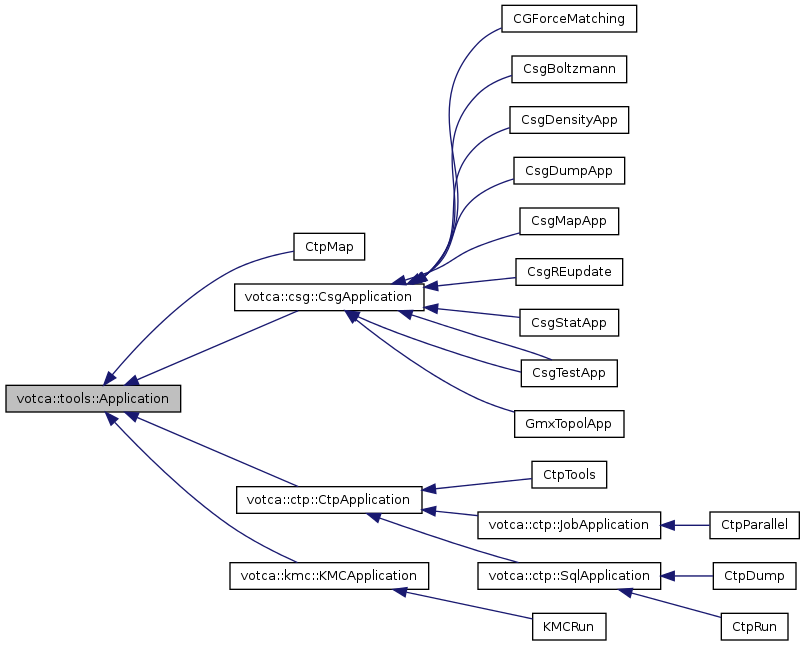 CGForceMatching
CsgBoltzmann
CsgDensityApp
CsgDumpApp
CsgMapApp
CtpMap
CsgREupdate
votca::csg::CsgApplication
CsgStatApp
CsgTestApp
votca::tools::Application
GmxTopolApp
CtpTools
votca::ctp::CtpApplication
votca::ctp::JobApplication
CtpParallel
votca::kmc::KMCApplication
votca::ctp::SqlApplication
CtpDump
KMCRun
CtpRun